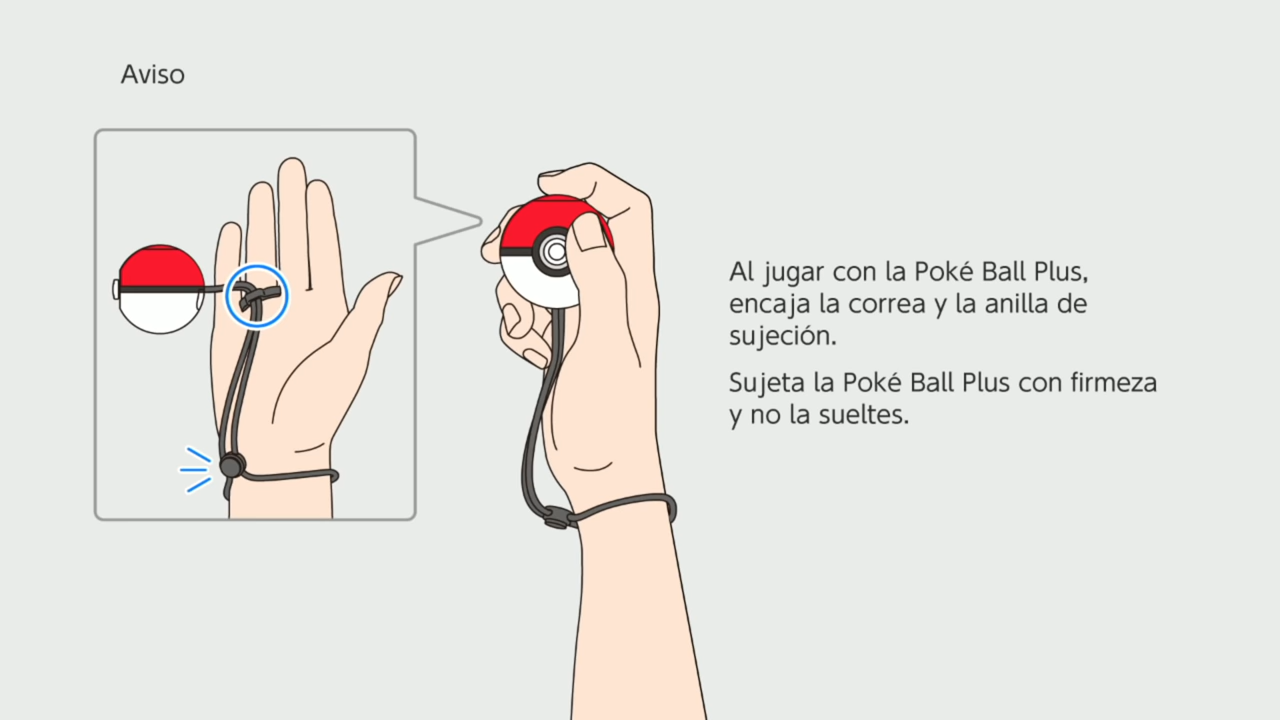 Aviso
Al jugar con la Poké Ball Plus,
encaja la correa y la anilla de
sujeción.
Sujeta la Poké Ball Plus con firmeza
y no la sueltes.